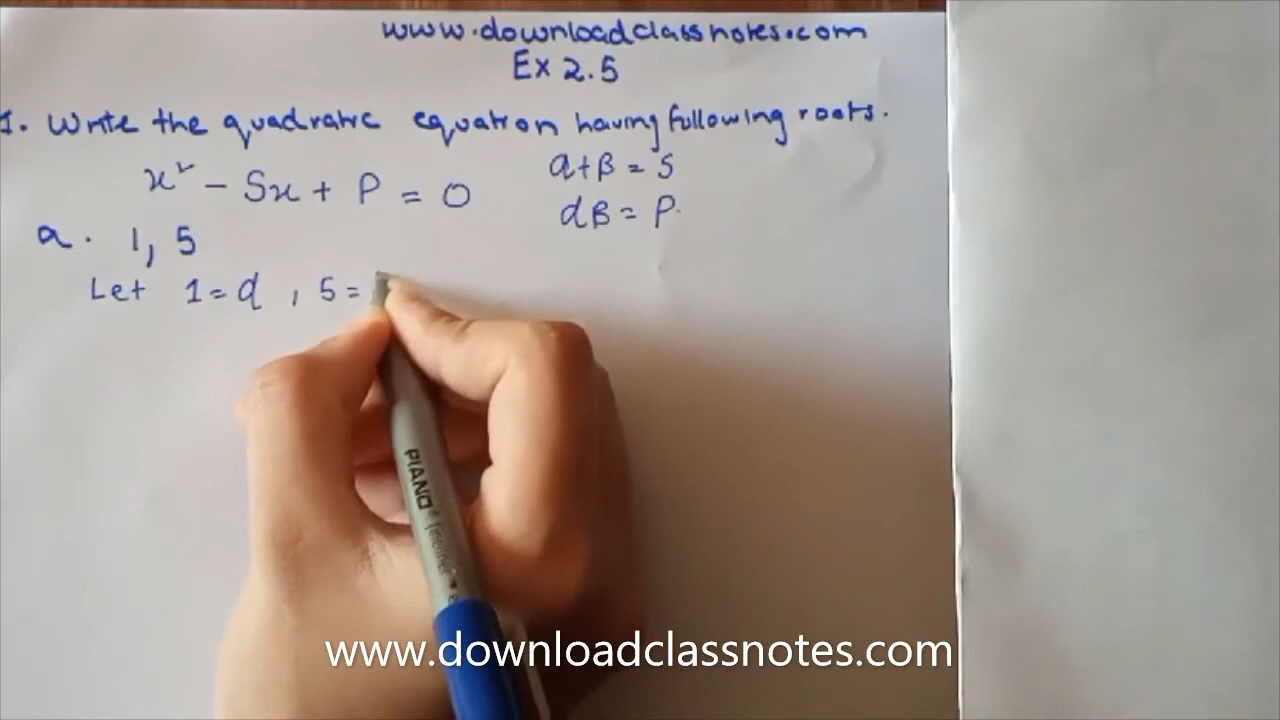 www.downloadclassnotes.com
Ex 2.5
1. Write the quadratic equation having following roots.
x² - Sx + P = 0
α+β = S
αβ = P.
a. 1, 5
Let 1 = α , 5 =
PIANO
www.downloadclassnotes.com